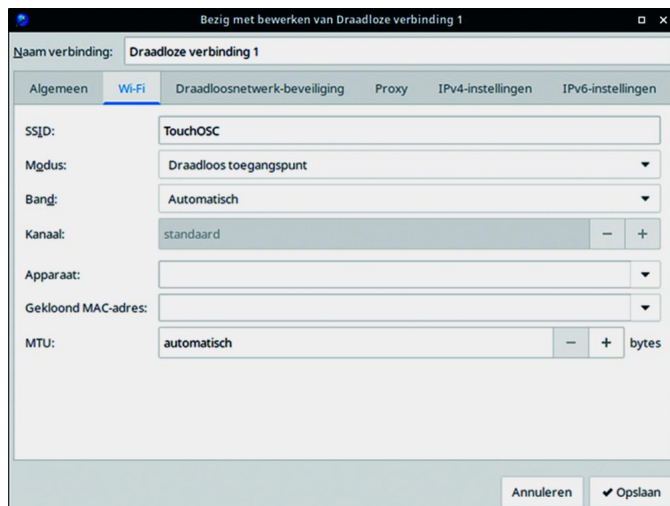 Bezig met bewerken van Draadloze verbinding 1
Naam verbinding: Draadloze verbinding 1
Algemeen Wi-Fi Draadloosnetwerk-beveiliging Proxy IPv4-instellingen IPv6-instellingen
SSID: TouchOSC
Modus: Draadloos toegangspunt
Band: Automatisch
Kanaal: standaard
Apparaat:
Gekloond MAC-adres:
MTU: automatisch bytes
Annuleren Opslaan